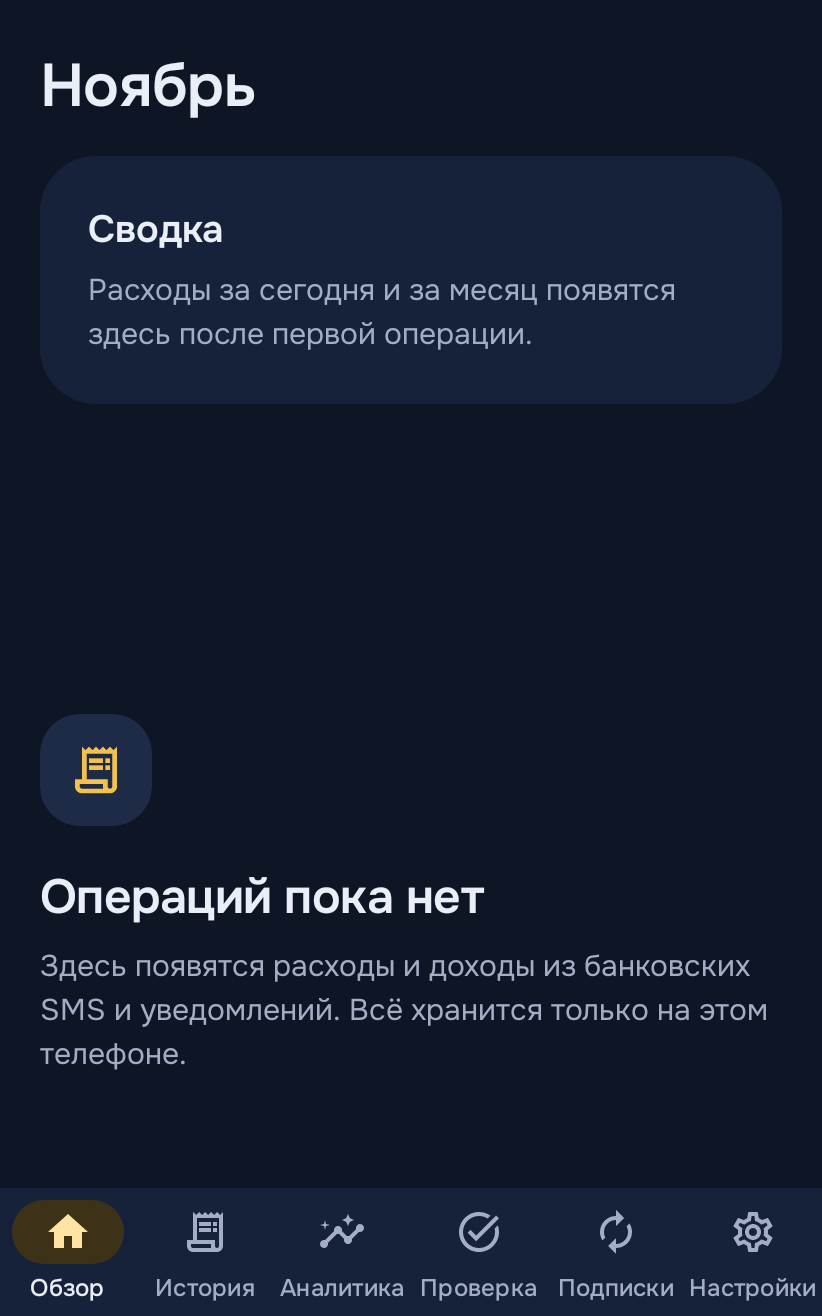 Ноябрь
Сводка
Расходы за сегодня и за месяц появятся
здесь после первой операции.
Операций пока нет
Здесь появятся расходы и доходы из банковских
SMS и уведомлений. Всё хранится только на этом
телефоне.
Обзор История Аналитика Проверка Подписки Настройки